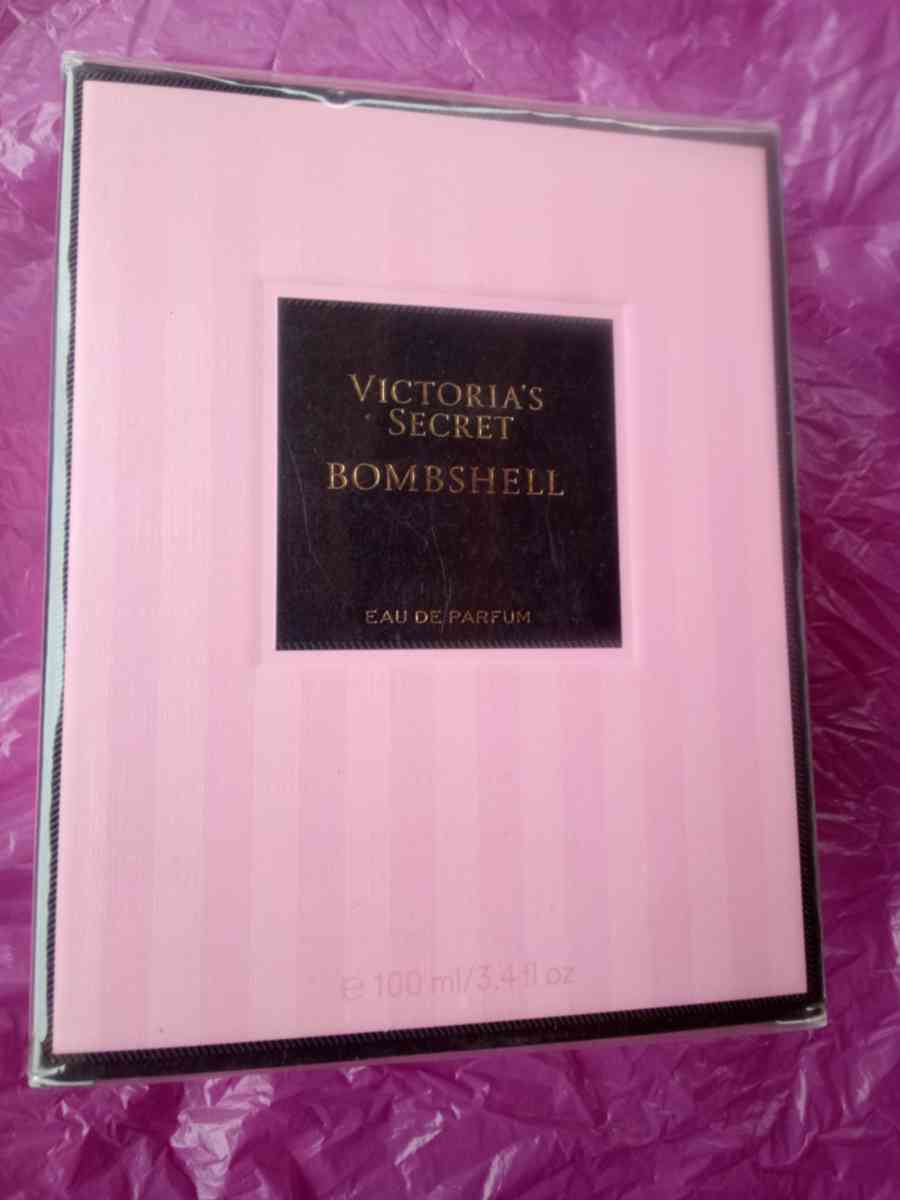 VICTORIA'S
SECRET
BOMBSHELL
EAU DE PARFUM
℮ 100 ml/3.4 fl oz